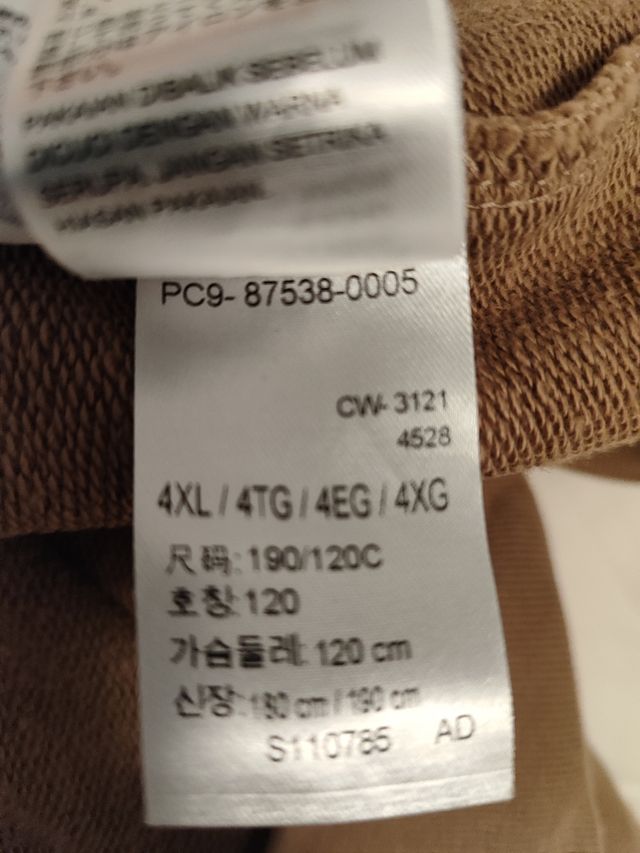 PAKAIAN DIBALIK SEBELUM
DICUCI DENGAN WARNA
SERUPA, JANGAN SETRIKA
HIASAN PAKAIAN
PC9- 87538-0005
CW- 3121
4528
4XL / 4TG / 4EG / 4XG
尺码: 190/120C
호칭: 120
가슴둘레: 120 cm
신장: 180 cm / 190 cm
S110785 AD